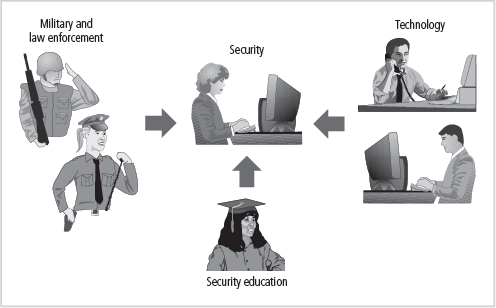 Military and
law enforcement
Security
Technology
Security education